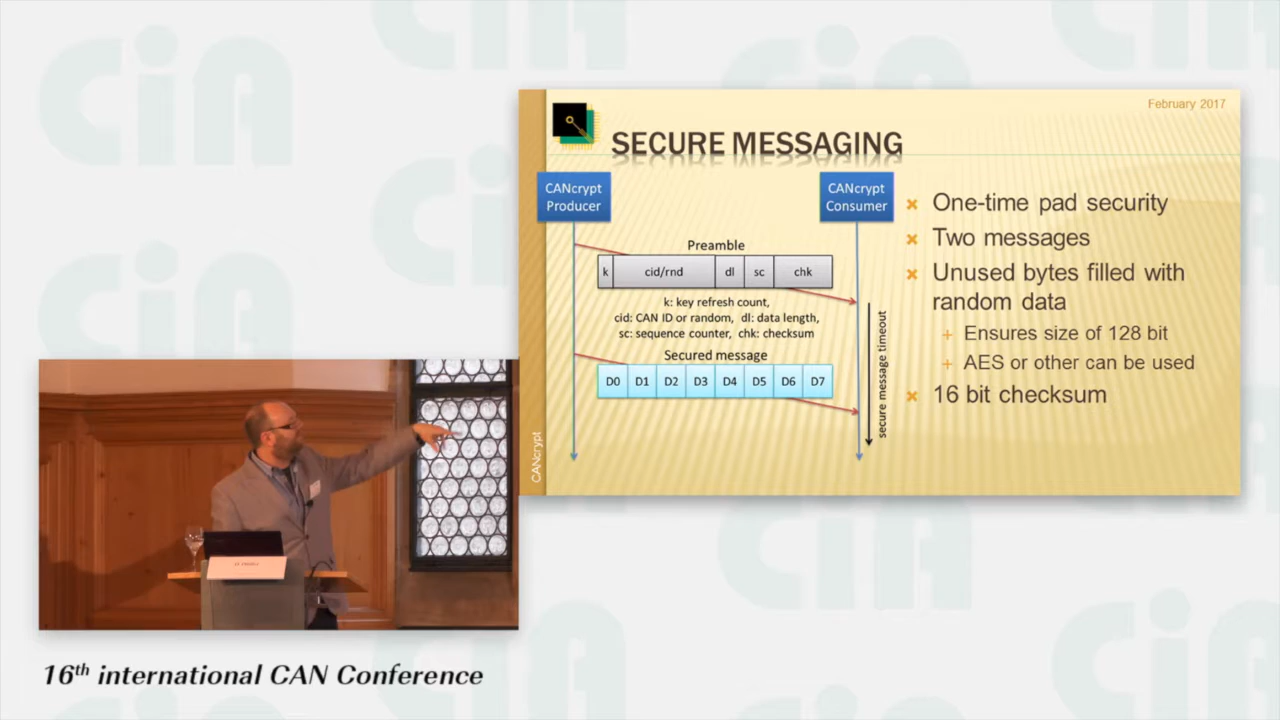 CiA
February 2017
SECURE MESSAGING
CANcrypt
Producer
CANcrypt
Consumer
Preamble
k
cid/rnd
dl
sc
chk
k: key refresh count,
cid: CAN ID or random, dl: data length,
sc: sequence counter, chk: checksum
Secured message
D0
D1
D2
D3
D4
D5
D6
D7
secure message timeout
CANcrypt
One-time pad security
Two messages
Unused bytes filled with
random data
Ensures size of 128 bit
AES or other can be used
16 bit checksum
16th international CAN Conference